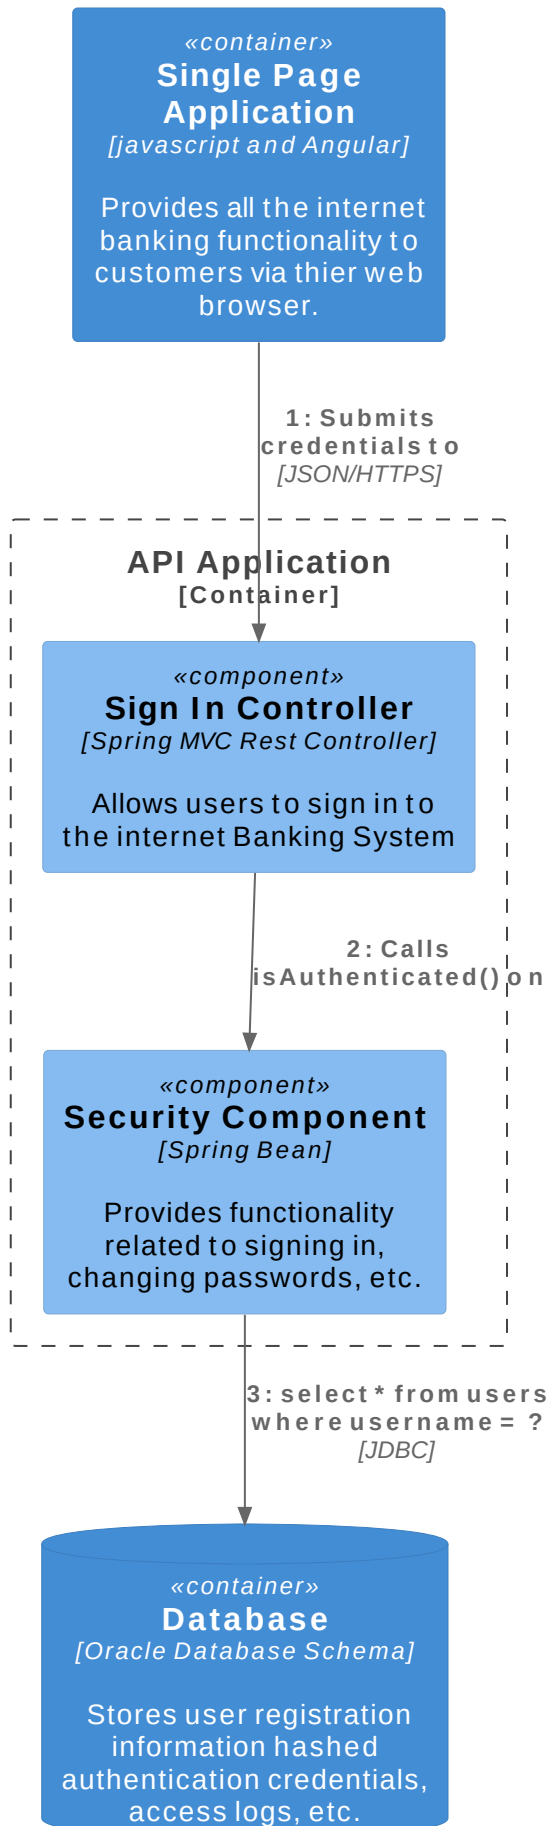 «container»
Single Page
Application
[javascript and Angular]
Provides all the internet
banking functionality to
customers via thier web
browser.
1: Submits
credentials to
[JSON/HTTPS]
API Application
[Container]
«component»
Sign In Controller
[Spring MVC Rest Controller]
Allows users to sign in to
the internet Banking System
2: Calls
isAuthenticated() on
«component»
Security Component
[Spring Bean]
Provides functionality
related to signing in,
changing passwords, etc.
3: select * from users
where username = ?
[JDBC]
«container»
Database
[Oracle Database Schema]
Stores user registration
information hashed
authentication credentials,
access logs, etc.